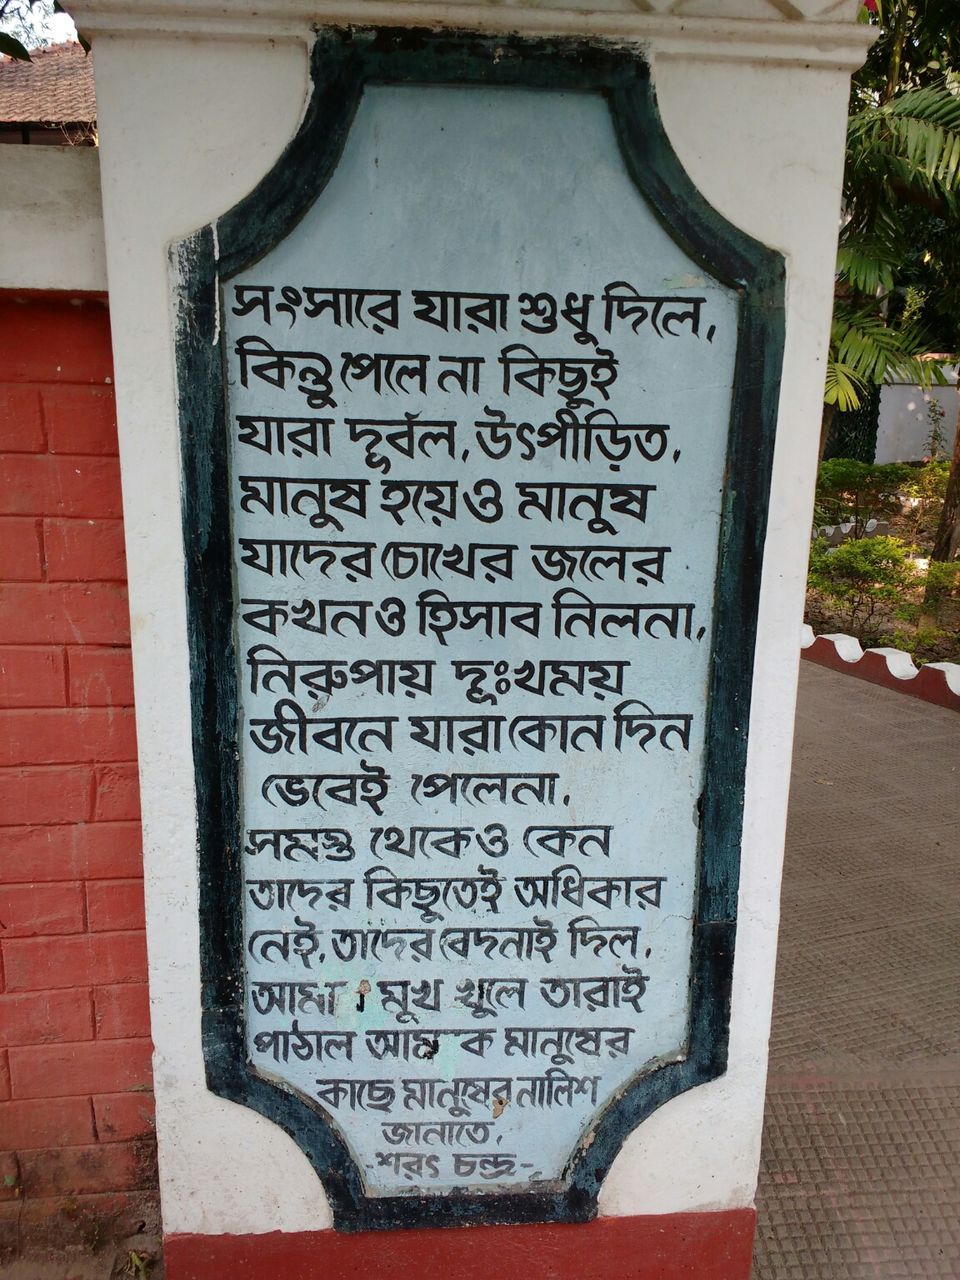 সংসারে যারা শুধু দিলে,
কিন্তু পেলে না কিছুই
যারা দূর্বল, উৎপীড়িত,
মানুষ হয়েও মানুষ
যাদের চোখের জলের
কখনও হিসাব নিলনা,
নিরুপায় দূঃখময়
জীবনে যারা কোন দিন
ভেবেই পেলেনা,
সমস্ত থেকেও কেন
তাদের কিছুতেই অধিকার
নেই, তাদের বেদনাই দিল,
মুখ খুলে তারাই
পাঠাল মানুষের
কাছে মানুষের নালিশ
জানাতে,
-শরৎ চন্দ্র-